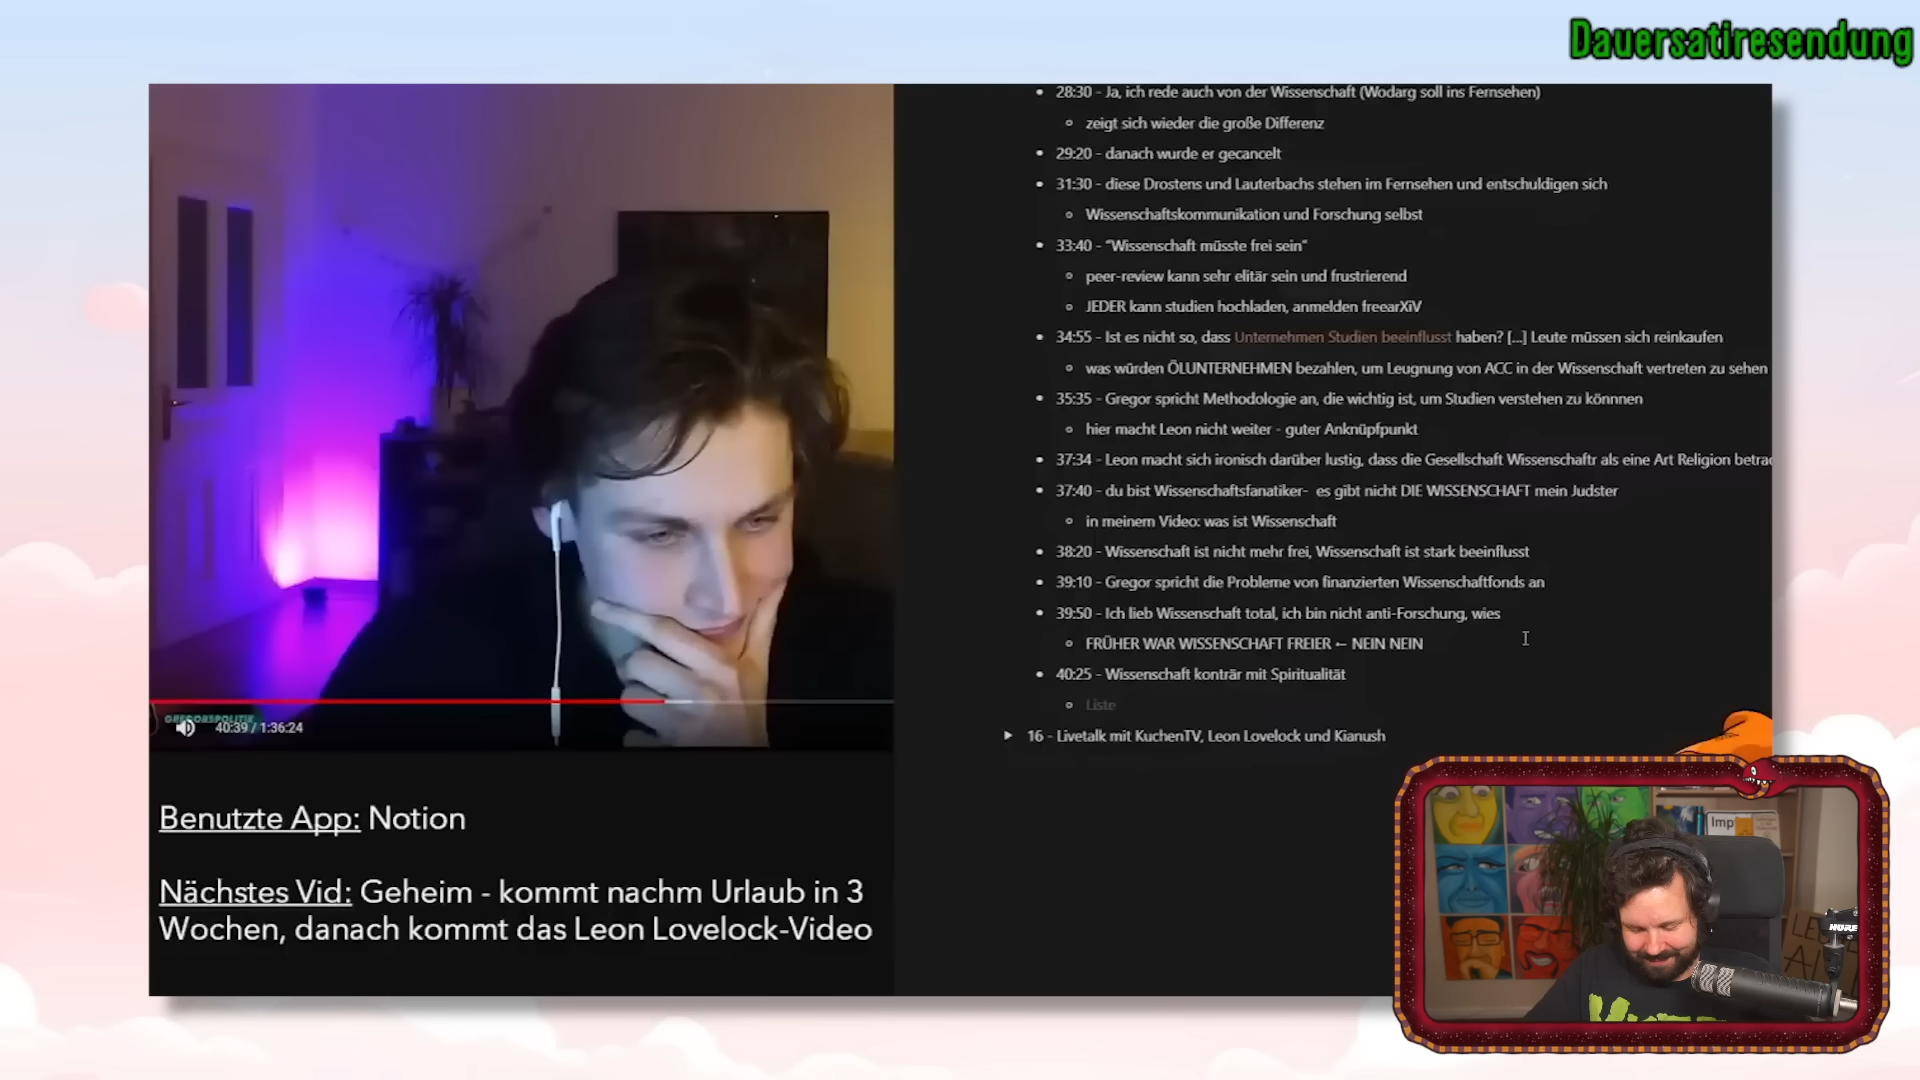 Dauersatiresendung
28:30 - Ja, ich rede auch von der Wissenschaft (Wodarg soll ins Fernsehen)
zeigt sich wieder die große Differenz
29:20 - danach wurde er gecancelt
31:30 - diese Drostens und Lauterbachs stehen im Fernsehen und entschuldigen sich
Wissenschaftskommunikation und Forschung selbst
33:40 - "Wissenschaft müsste frei sein"
peer-review kann sehr elitär sein und frustrierend
JEDER kann studien hochladen, anmelden freearXiV
34:55 - Ist es nicht so, dass Unternehmen Studien beeinflusst haben? [...] Leute müssen sich reinkaufen
was würden ÖLUNTERNEHMEN bezahlen, um Leugnung von ACC in der Wissenschaft vertreten zu sehen
35:35 - Gregor spricht Methodologie an, die wichtig ist, um Studien verstehen zu könnnen
hier macht Leon nicht weiter - guter Anknüpfpunkt
37:34 - Leon macht sich ironisch darüber lustig, dass die Gesellschaft Wissenschaftr als eine Art Religion betrac
37:40 - du bist Wissenschaftsfanatiker- es gibt nicht DIE WISSENSCHAFT mein Judster
in meinem Video: was ist Wissenschaft
38:20 - Wissenschaft ist nicht mehr frei, Wissenschaft ist stark beeinflusst
39:10 - Gregor spricht die Probleme von finanzierten Wissenschaftfonds an
39:50 - Ich lieb Wissenschaft total, ich bin nicht anti-Forschung, wies
FRÜHER WAR WISSENSCHAFT FREIER ← NEIN NEIN
40:25 - Wissenschaft konträr mit Spiritualität
Liste
16 - Livetalk mit KuchenTV, Leon Lovelock und Kianush
GREGORSPOLITIK
40:39 / 1:36:24
Benutzte App: Notion
Nächstes Vid: Geheim - kommt nachm Urlaub in 3
Wochen, danach kommt das Leon Lovelock-Video
Impf